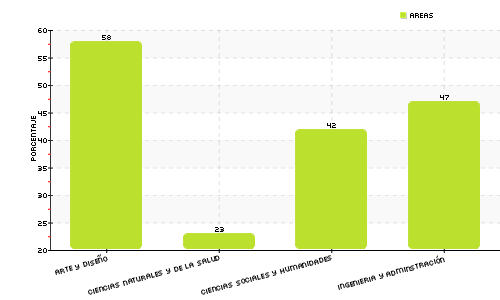 AREAS
60
58
55
50
47
45
42
PORCENTAJE
40
35
30
25
23
20
ARTE Y DISEÑO
CIENCIAS NATURALES Y DE LA SALUD
CIENCIAS SOCIALES Y HUMANIDADES
INGENIERIA Y ADMINSTRACIÓN